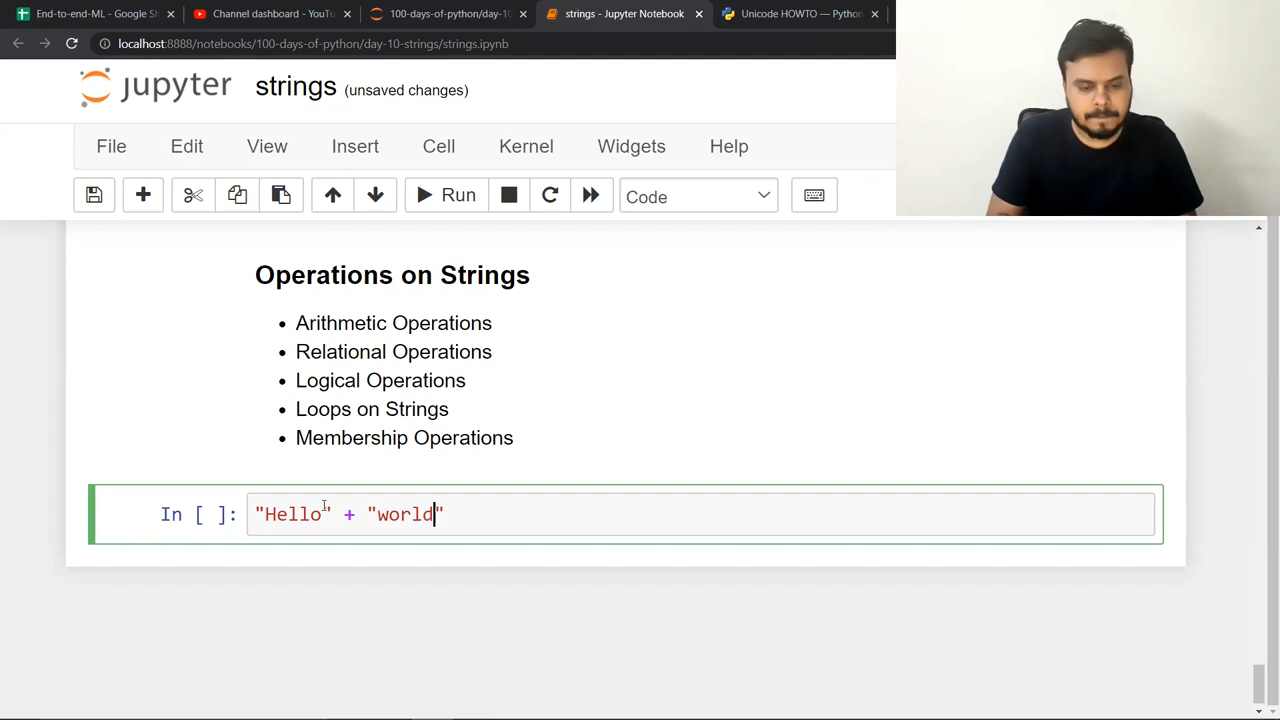 End-to-end-ML - Google Sh
Channel dashboard - YouTu
100-days-of-python/day-10
strings - Jupyter Notebook
Unicode HOWTO — Python
localhost:8888/notebooks/100-days-of-python/day-10-strings/strings.ipynb
jupyter strings (unsaved changes)
File Edit View Insert Cell Kernel Widgets Help
Run Code
Operations on Strings
• Arithmetic Operations
• Relational Operations
• Logical Operations
• Loops on Strings
• Membership Operations
In [ ]: "Hello" + "world"